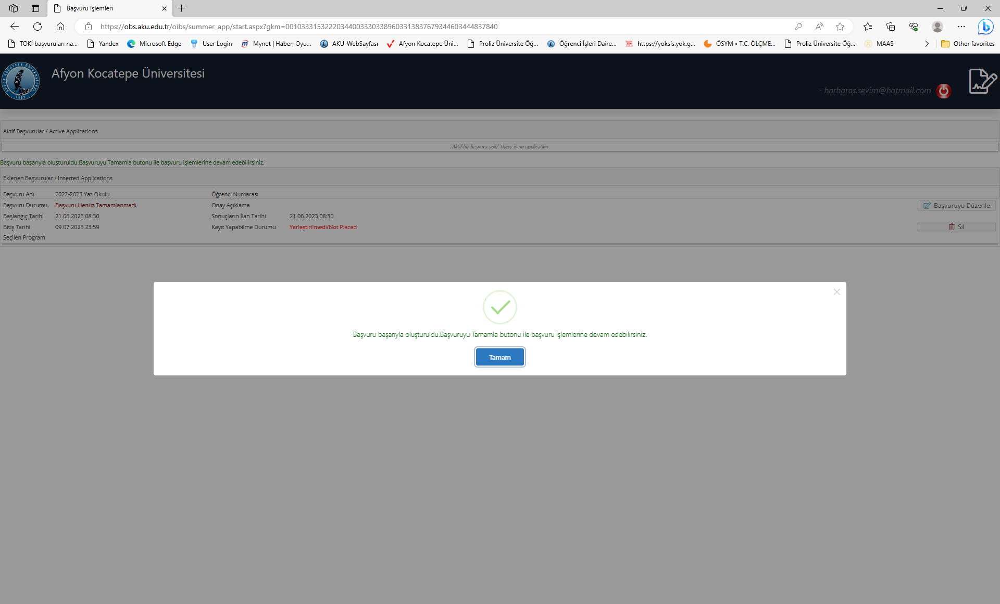 Başvuru İşlemleri
https://obs.aku.edu.tr/oibs/summer_app/start.aspx?gkm=0010333153222034400333033896033138376793446034448​37840
TOKİ başvuruları na...
Yandex
Microsoft Edge
User Login
Mynet | Haber, Oyu...
AKU-WebSayfası
Afyon Kocatepe Üni...
Proliz Üniversite Öğ...
Öğrenci İşleri Daire...
https://yoksis.yok.g...
ÖSYM • T.C. ÖLÇME...
Proliz Üniversite Öğ...
MAAS
Other favorites
Afyon Kocatepe Üniversitesi
- barbaros.sevim@hotmail.com
Aktif Başvurular / Active Applications
Aktif bir başvuru yok/ There is no application
Başvuru başarıyla oluşturuldu.Başvuruyu Tamamla butonu ile başvuru işlemlerine devam edebilirsiniz.
Eklenen Başvurular / Inserted Applications
Başvuru Adı 2022-2023 Yaz Okulu. Öğrenci Numarası
Başvuru Durumu Başvuru Henüz Tamamlanmadı Onay Açıklama Başvuruyu Düzenle
Başlangıç Tarihi 21.06.2023 08:30 Sonuçların İlan Tarihi 21.06.2023 08:30
Bitiş Tarihi 09.07.2023 23:59 Kayıt Yapabilme Durumu Yerleştirilmedi/Not Placed Sil
Seçilen Program
Başvuru başarıyla oluşturuldu.Başvuruyu Tamamla butonu ile başvuru işlemlerine devam edebilirsiniz.
Tamam